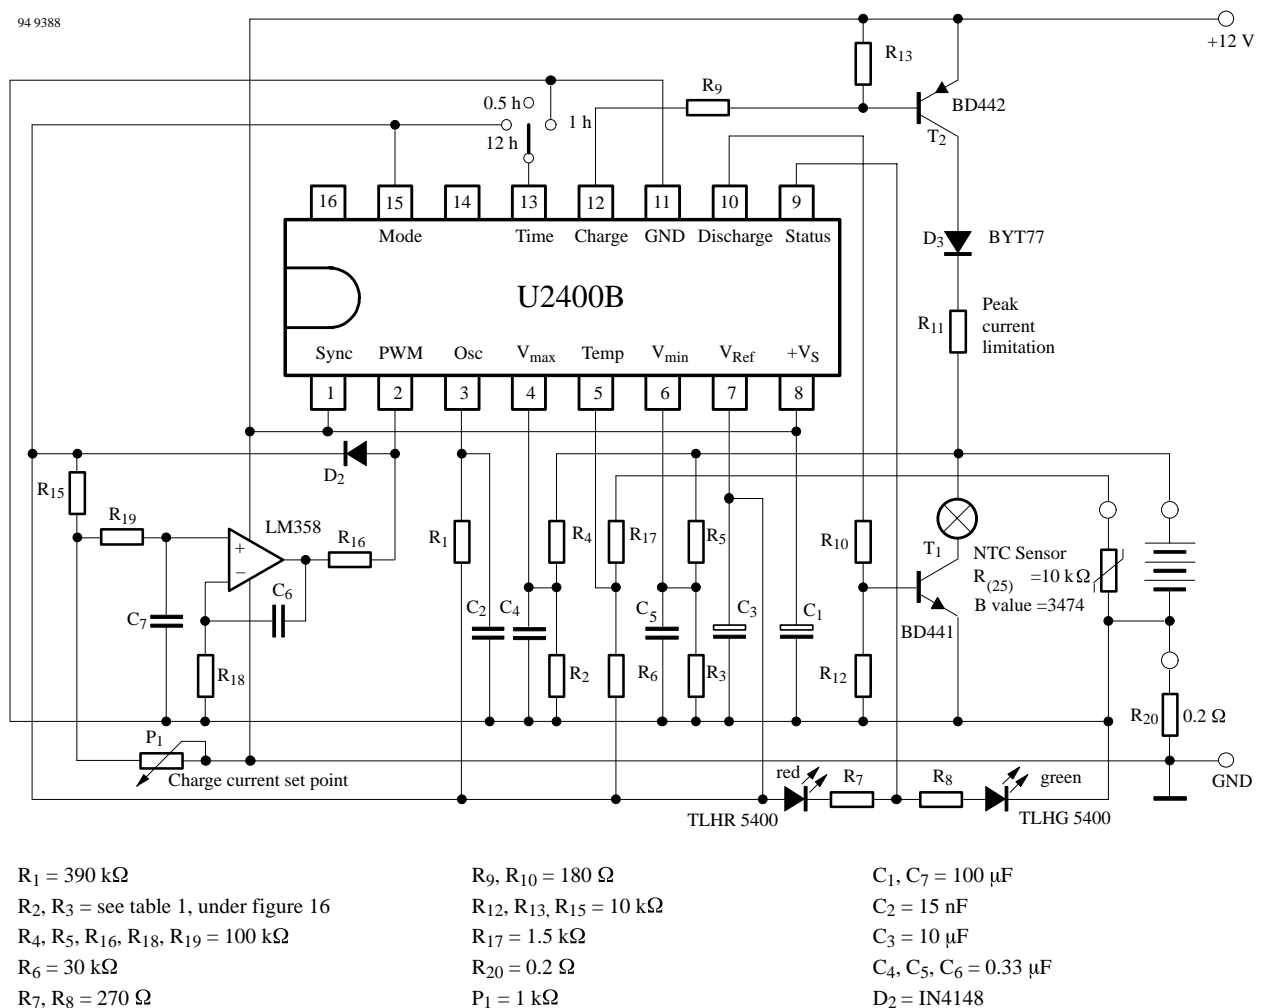 94 9388
+12 V
R13
R9
BD442
T2
0.5 h
1 h
12 h
16 15 14 13 12 11 10 9
Mode Time Charge GND Discharge Status
D3 BYT77
U2400B
R11
Peak
current
limitation
Sync PWM Osc Vmax Temp Vmin VRef +VS
1 2 3 4 5 6 7 8
D2
R15
R19
LM358
R16
+
−
C6
C7
R18
R1
R4
R17
R5
R10
T1
NTC Sensor
R(25) =10 kΩ
B value =3474
C2
C4
C5
C3
C1
BD441
R2
R6
R3
R12
R20 0.2 Ω
P1
Charge current set point
GND
red
R7
R8
green
TLHR 5400
TLHG 5400
R1 = 390 kΩ
R2, R3 = see table 1, under figure 16
R4, R5, R16, R18, R19 = 100 kΩ
R6 = 30 kΩ
R7, R8 = 270 Ω
R9, R10 = 180 Ω
R12, R13, R15 = 10 kΩ
R17 = 1.5 kΩ
R20 = 0.2 Ω
P1 = 1 kΩ
C1, C7 = 100 μF
C2 = 15 nF
C3 = 10 μF
C4, C5, C6 = 0.33 μF
D2 = IN4148